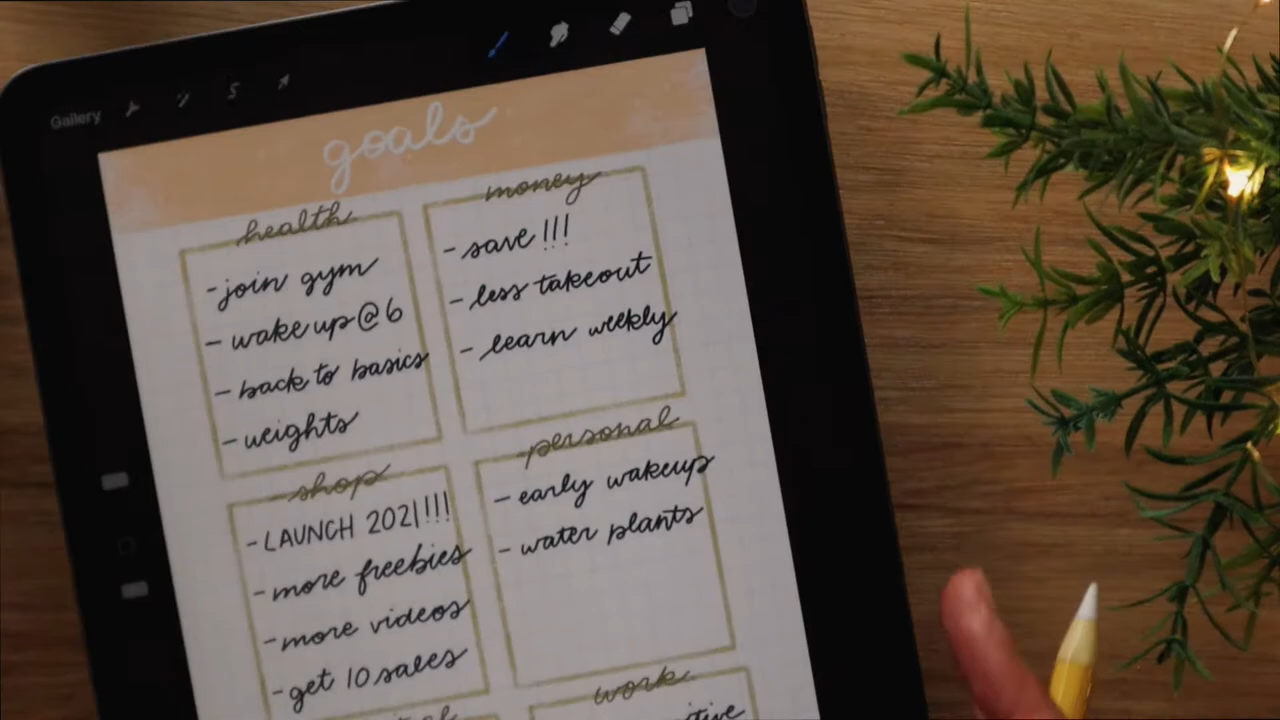 Gallery
goals
health
- join gym
- wake up @ 6
- back to basics
- weights
money
- save !!!
- less takeout
- learn weekly
shop
- LAUNCH 2021!!!
- more freebies
- more videos
- get 10 sales
personal
- early wakeup
- water plants
work